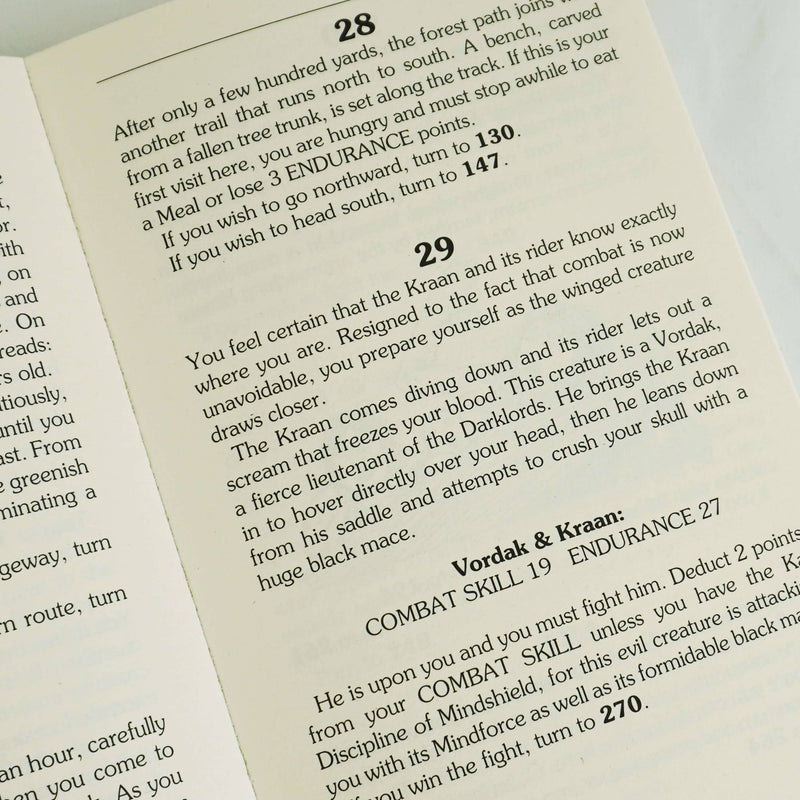 t,
or.
ith
on
and
On
reads:
rs old.
tiously,
until you
ast. From
greenish
minating a
geway, turn
rn route, turn
an hour, carefully
hen you come to
As you
28
After only a few hundred yards, the forest path joins
another trail that runs north to south. A bench, carved
from a fallen tree trunk, is set along the track. If this is your
first visit here, you are hungry and must stop awhile to eat
a Meal or lose 3 ENDURANCE points.
If you wish to go northward, turn to 130.
If you wish to head south, turn to 147.
29
You feel certain that the Kraan and its rider know exactly
where you are. Resigned to the fact that combat is now
unavoidable, you prepare yourself as the winged creature
draws closer.
The Kraan comes diving down and its rider lets out a
scream that freezes your blood. This creature is a Vordak,
a fierce lieutenant of the Darklords. He brings the Kraan
in to hover directly over your head, then he leans down
from his saddle and attempts to crush your skull with a
huge black mace.
Vordak & Kraan:
COMBAT SKILL 19 ENDURANCE 27
He is upon you and you must fight him. Deduct 2 points
from your COMBAT SKILL unless you have the Ka
Discipline of Mindshield, for this evil creature is attacki
you with its Mindforce as well as its formidable black ma
If you win the fight, turn to 270.